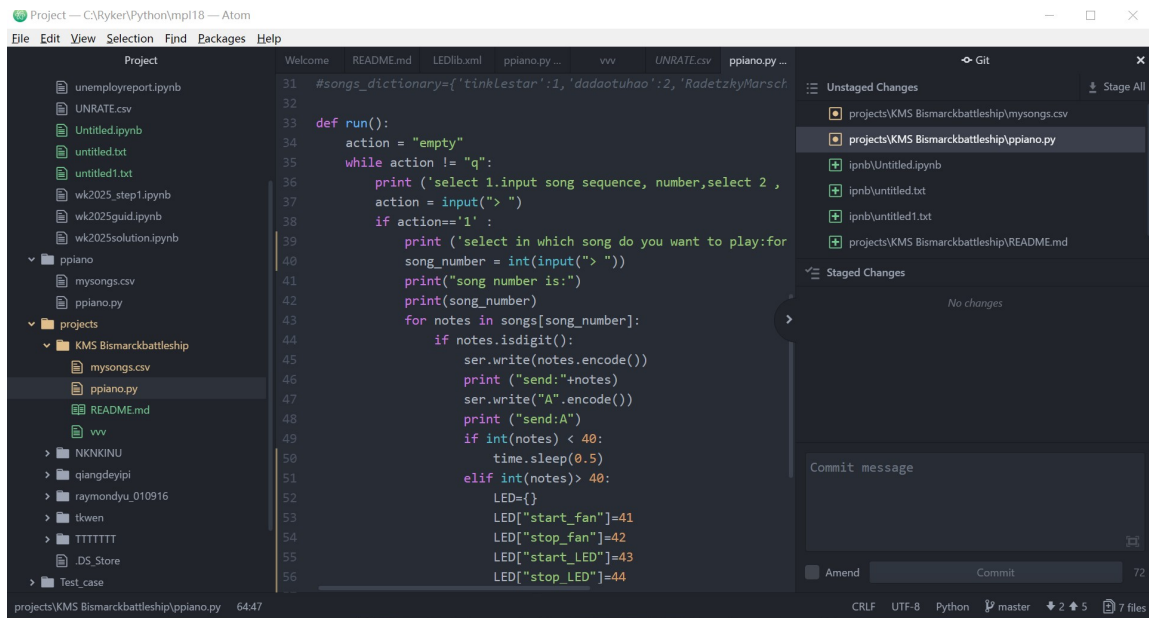 Project — C:\Ryker\Python\mpl18 — Atom
File Edit View Selection Find Packages Help
Project
unemployreport.ipynb
UNRATE.csv
Untitled.ipynb
untitled.txt
untitled1.txt
wk2025_step1.ipynb
wk2025guid.ipynb
wk2025solution.ipynb
ppiano
mysongs.csv
ppiano.py
projects
KMS Bismarckbattleship
mysongs.csv
ppiano.py
README.md
vvv
NKNKINU
qiangdeyipi
raymondyu_010916
tkwen
TTTTTTT
.DS_Store
Test_case
Welcome README.md LEDlib.xml ppiano.py ... vvv UNRATE.csv ppiano.py ...
31 #songs_dictionary={'tinklestar':1,'dadaotuhao':2,'RadetzkyMarsch
32
33 def run():
34 action = "empty"
35 while action != "q":
36 print ('select 1.input song sequence, number,select 2 ,
37 action = input("> ")
38 if action=='1' :
39 print ('select in which song do you want to play:for
40 song_number = int(input("> "))
41 print("song number is:")
42 print(song_number)
43 for notes in songs[song_number]:
44 if notes.isdigit():
45 ser.write(notes.encode())
46 print ("send:"+notes)
47 ser.write("A".encode())
48 print ("send:A")
49 if int(notes) < 40:
50 time.sleep(0.5)
51 elif int(notes)> 40:
52 LED={}
53 LED["start_fan"]=41
54 LED["stop_fan"]=42
55 LED["start_LED"]=43
56 LED["stop_LED"]=44
Git
Unstaged Changes Stage All
projects\KMS Bismarckbattleship\mysongs.csv
projects\KMS Bismarckbattleship\ppiano.py
ipnb\Untitled.ipynb
ipnb\untitled.txt
ipnb\untitled1.txt
projects\KMS Bismarckbattleship\README.md
Staged Changes
No changes
Commit message
Amend Commit 72
projects\KMS Bismarckbattleship\ppiano.py 64:47 CRLF UTF-8 Python master 2 5 7 files